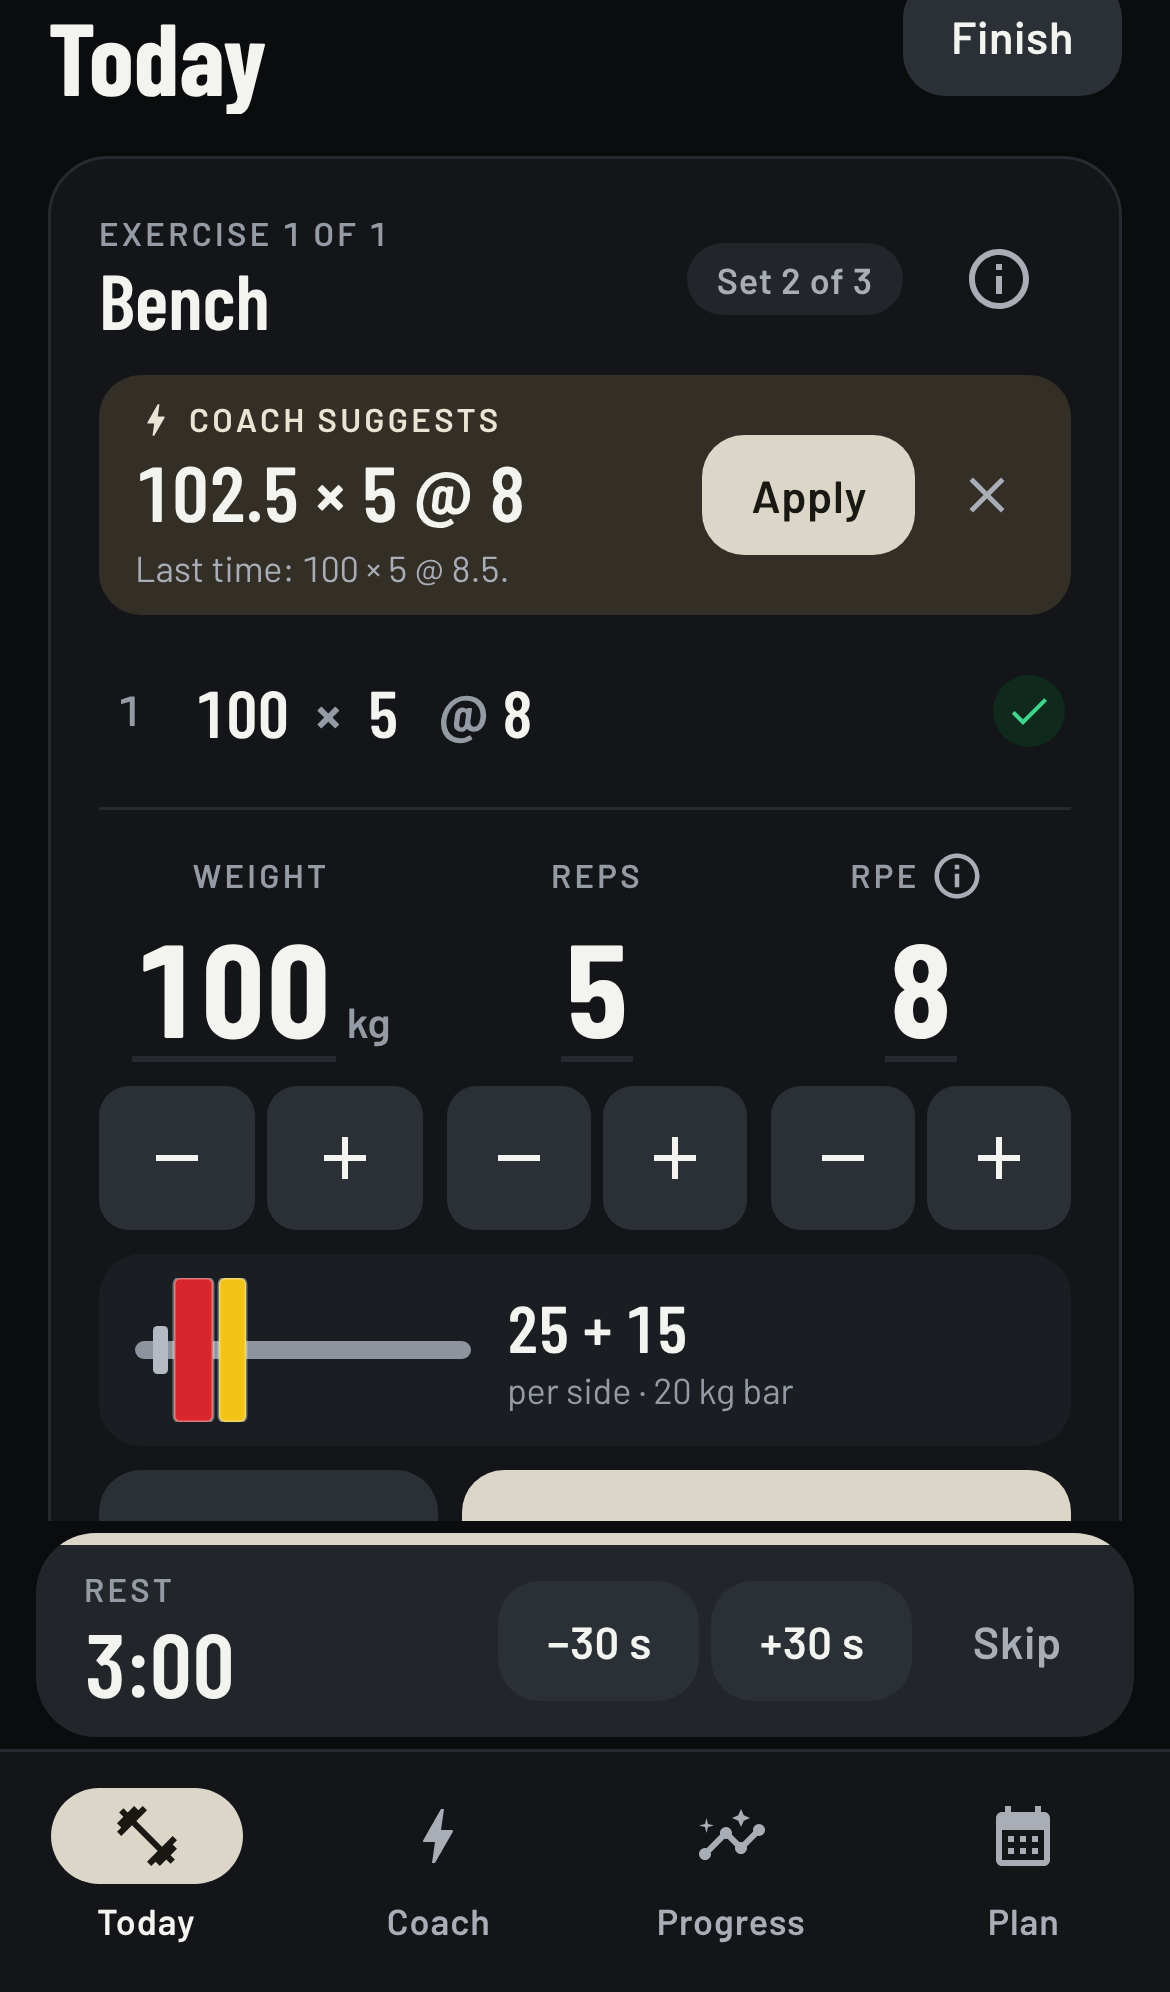 Today
Finish
EXERCISE 1 OF 1
Bench
Set 2 of 3
COACH SUGGESTS
102.5 × 5 @ 8
Apply
Last time: 100 × 5 @ 8.5.
1 100 × 5 @ 8
WEIGHT REPS RPE
100 kg 5 8
25 + 15
per side · 20 kg bar
REST
3:00
−30 s +30 s Skip
Today Coach Progress Plan